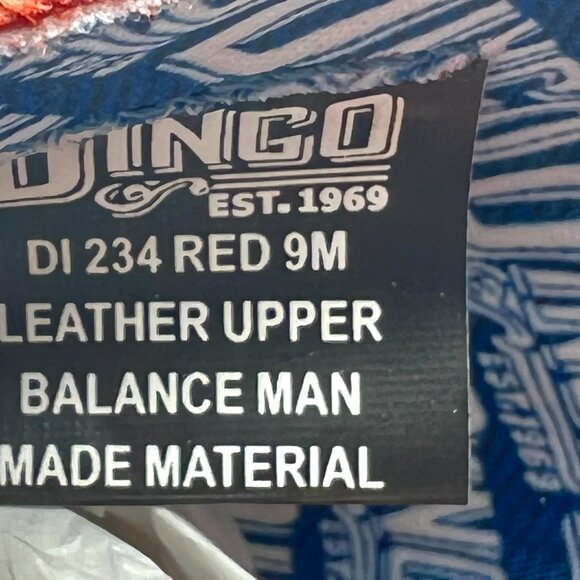 DINGO
EST. 1969
DI 234 RED 9M
LEATHER UPPER
BALANCE MAN
MADE MATERIAL